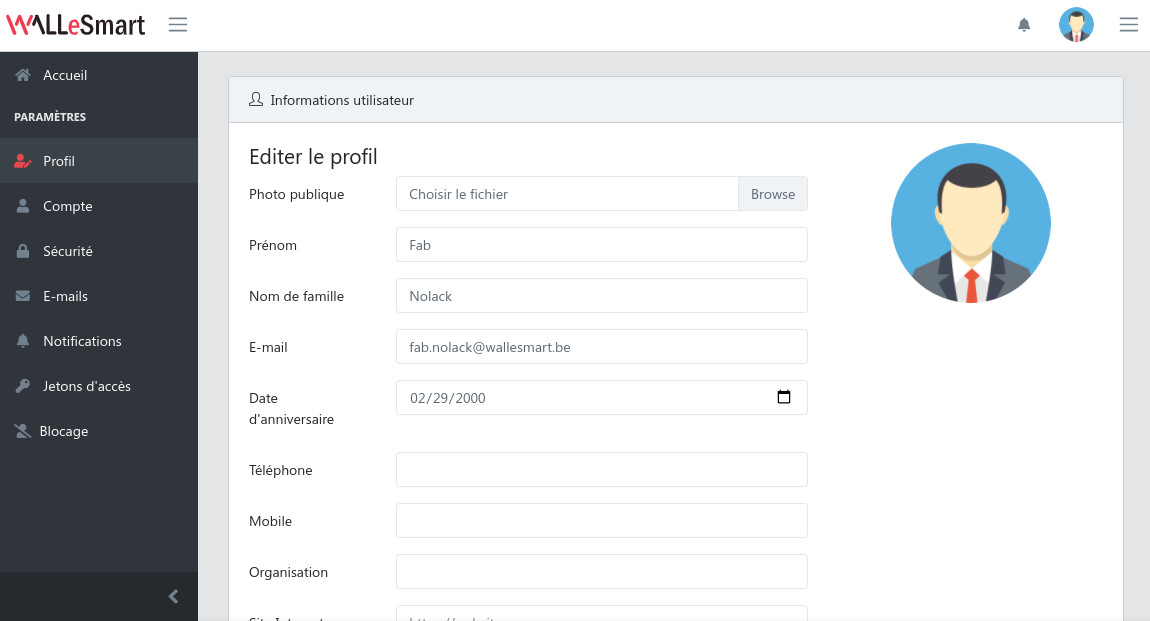 WALLeSmart
Accueil
PARAMÈTRES
Profil
Compte
Sécurité
E-mails
Notifications
Jetons d'accès
Blocage
Informations utilisateur
Editer le profil
Photo publique
Choisir le fichier
Browse
Prénom
Fab
Nom de famille
Nolack
E-mail
fab.nolack@wallesmart.be
Date
d'anniversaire
02/29/2000
Téléphone
Mobile
Organisation